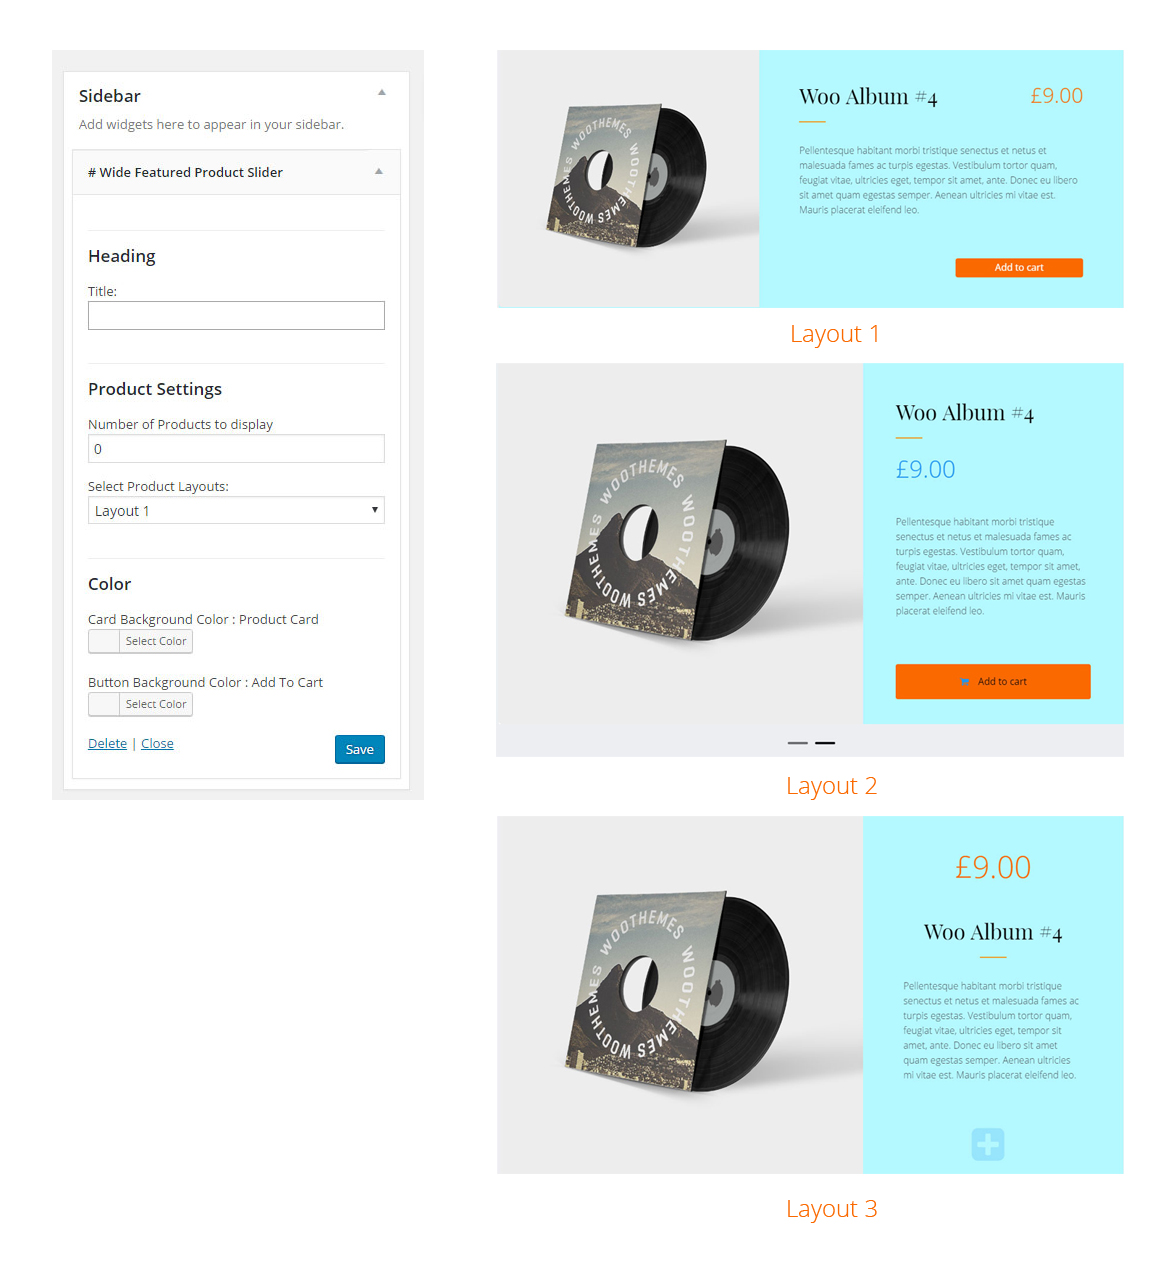 Sidebar
Add widgets here to appear in your sidebar.
# Wide Featured Product Slider
Heading
Title:
Product Settings
Number of Products to display
0
Select Product Layouts:
Layout 1
Color
Card Background Color : Product Card
Select Color
Button Background Color : Add To Cart
Select Color
Delete | Close
Save
WOOTHEMES WOOTHEMES WOOTHEMES
Woo Album #4
£9.00
Pellentesque habitant morbi tristique senectus et netus et
malesuada fames ac turpis egestas. Vestibulum tortor quam,
feugiat vitae, ultricies eget, tempor sit amet, ante. Donec eu libero
sit amet quam egestas semper. Aenean ultricies mi vitae est.
Mauris placerat eleifend leo.
Add to cart
Layout 1
WOOTHEMES WOOTHEMES WOOTHEMES
Woo Album #4
£9.00
Pellentesque habitant morbi tristique
senectus et netus et malesuada fames ac
turpis egestas. Vestibulum tortor quam,
feugiat vitae, ultricies eget, tempor sit amet,
ante. Donec eu libero sit amet quam egestas
semper. Aenean ultricies mi vitae est. Mauris
placerat eleifend leo.
Add to cart
Layout 2
WOOTHEMES WOOTHEMES WOOTHEMES
£9.00
Woo Album #4
Pellentesque habitant morbi tristique
senectus et netus et malesuada fames ac
turpis egestas. Vestibulum tortor quam,
feugiat vitae, ultricies eget, tempor sit
amet, ante. Donec eu libero sit amet
quam egestas semper. Aenean ultricies
mi vitae est. Mauris placerat eleifend leo.
Layout 3